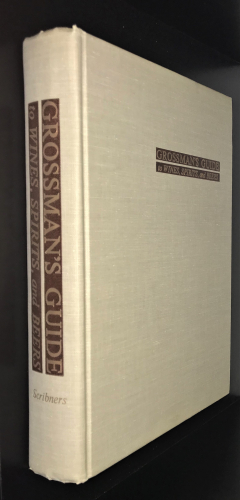 GROSSMAN'S GUIDE
to WINES, SPIRITS, and BEERS
Scribners
GROSSMAN'S GUIDE
to WINES, SPIRITS, and BEERS